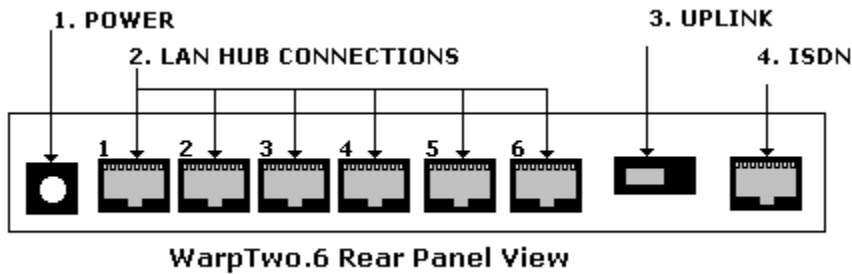 1. POWER
3. UPLINK
2. LAN HUB CONNECTIONS
4. ISDN
1 2 3 4 5 6
WarpTwo.6 Rear Panel View